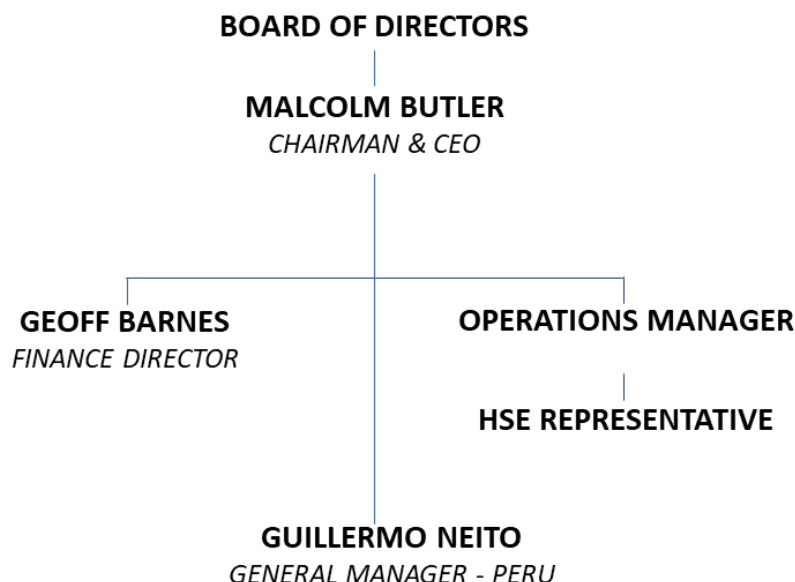 BOARD OF DIRECTORS
MALCOLM BUTLER
CHAIRMAN & CEO
GEOFF BARNES
FINANCE DIRECTOR
OPERATIONS MANAGER
HSE REPRESENTATIVE
GUILLERMO NEITO
GENERAL MANAGER - PERU